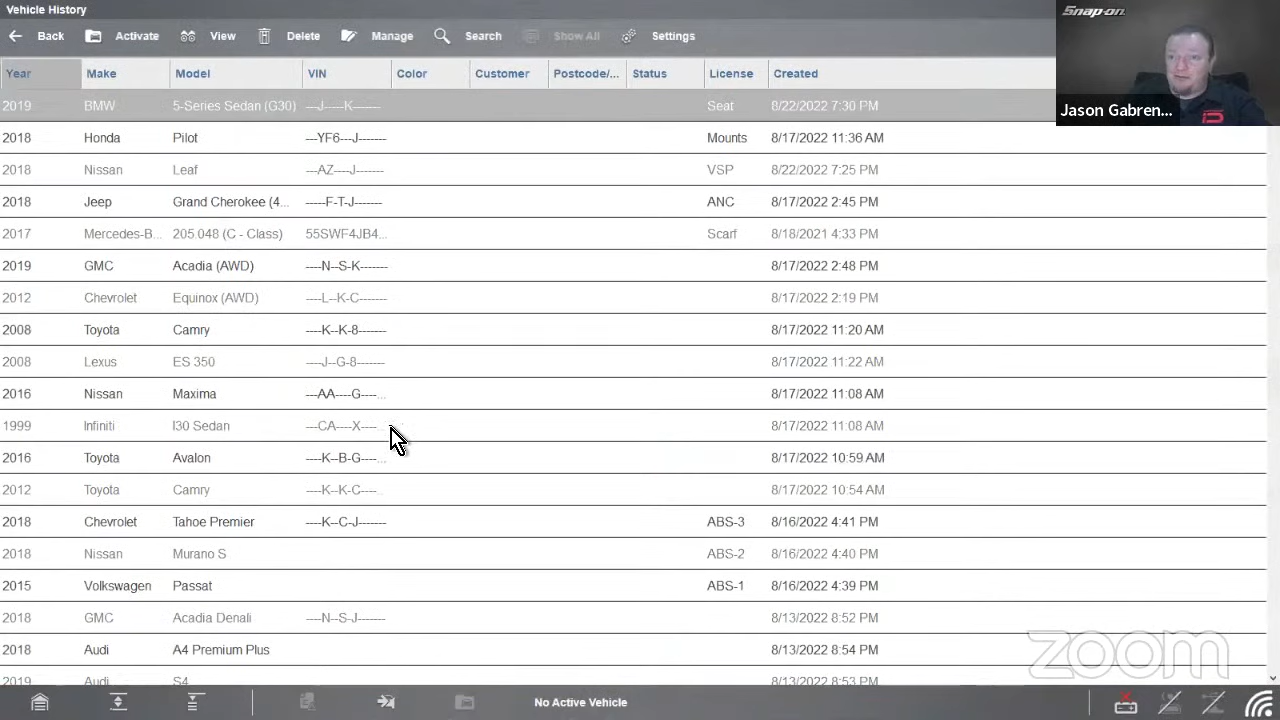 Vehicle History
Back Activate View Delete Manage Search Show All Settings
Snap-on
Jason Gabren...
Year Make Model VIN Color Customer Postcode/... Status License Created
2019 BMW 5-Series Sedan (G30) ---J-----K------- Seat 8/22/2022 7:30 PM
2018 Honda Pilot ---YF6---J------- Mounts 8/17/2022 11:36 AM
2018 Nissan Leaf ---AZ----J------- VSP 8/22/2022 7:25 PM
2018 Jeep Grand Cherokee (4... -----F-T-J------- ANC 8/17/2022 2:45 PM
2017 Mercedes-B... 205.048 (C - Class) 55SWF4JB4... Scarf 8/18/2021 4:33 PM
2019 GMC Acadia (AWD) ----N--S-K------- 8/17/2022 2:48 PM
2012 Chevrolet Equinox (AWD) ----L--K-C------- 8/17/2022 2:19 PM
2008 Toyota Camry ----K--K-8------- 8/17/2022 11:20 AM
2008 Lexus ES 350 ----J--G-8------- 8/17/2022 11:22 AM
2016 Nissan Maxima ---AA----G----... 8/17/2022 11:08 AM
1999 Infiniti I30 Sedan ---CA----X---- 8/17/2022 11:08 AM
2016 Toyota Avalon ----K--B-G----... 8/17/2022 10:59 AM
2012 Toyota Camry ----K--K-C----... 8/17/2022 10:54 AM
2018 Chevrolet Tahoe Premier ----K--C-J------- ABS-3 8/16/2022 4:41 PM
2018 Nissan Murano S ABS-2 8/16/2022 4:40 PM
2015 Volkswagen Passat ABS-1 8/16/2022 4:39 PM
2018 GMC Acadia Denali ----N--S-J------- 8/13/2022 8:52 PM
2018 Audi A4 Premium Plus 8/13/2022 8:54 PM
2019 Audi S4 8/13/2022 8:53 PM
zoom
No Active Vehicle